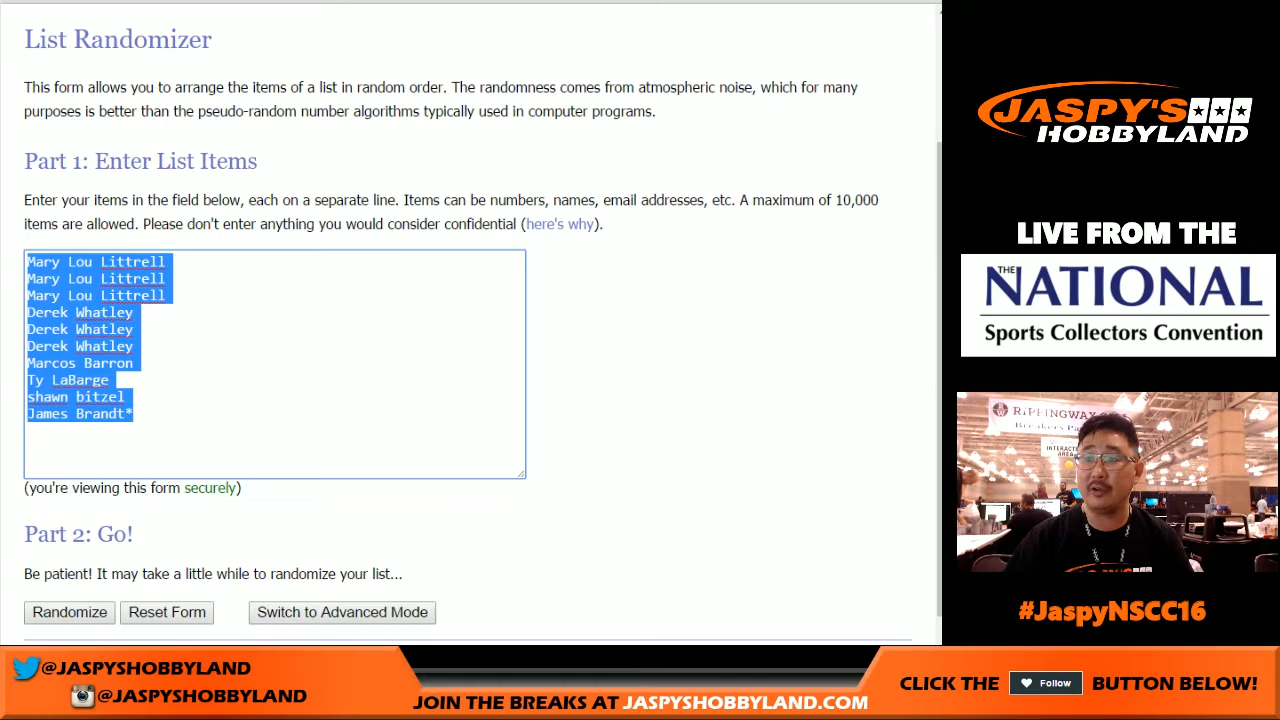 List Randomizer
This form allows you to arrange the items of a list in random order. The randomness comes from atmospheric noise, which for many
purposes is better than the pseudo-random number algorithms typically used in computer programs.
Part 1: Enter List Items
Enter your items in the field below, each on a separate line. Items can be numbers, names, email addresses, etc. A maximum of 10,000
items are allowed. Please don't enter anything you would consider confidential (here's why).
Mary Lou Littrell
Mary Lou Littrell
Mary Lou Littrell
Derek Whatley
Derek Whatley
Derek Whatley
Marcos Barron
Ty LaBarge
shawn bitzel
James Brandt*
(you're viewing this form securely)
Part 2: Go!
Be patient! It may take a little while to randomize your list...
Randomize
Reset Form
Switch to Advanced Mode
JASPY'S
HOBBYLAND
LIVE FROM THE
THE NATIONAL
Sports Collectors Convention
INTERACTIVE
AREA
#JaspyNSCC16
@JASPYSHOBBYLAND
@JASPYSHOBBYLAND
JOIN THE BREAKS AT JASPYSHOBBYLAND.COM
CLICK THE Follow BUTTON BELOW!